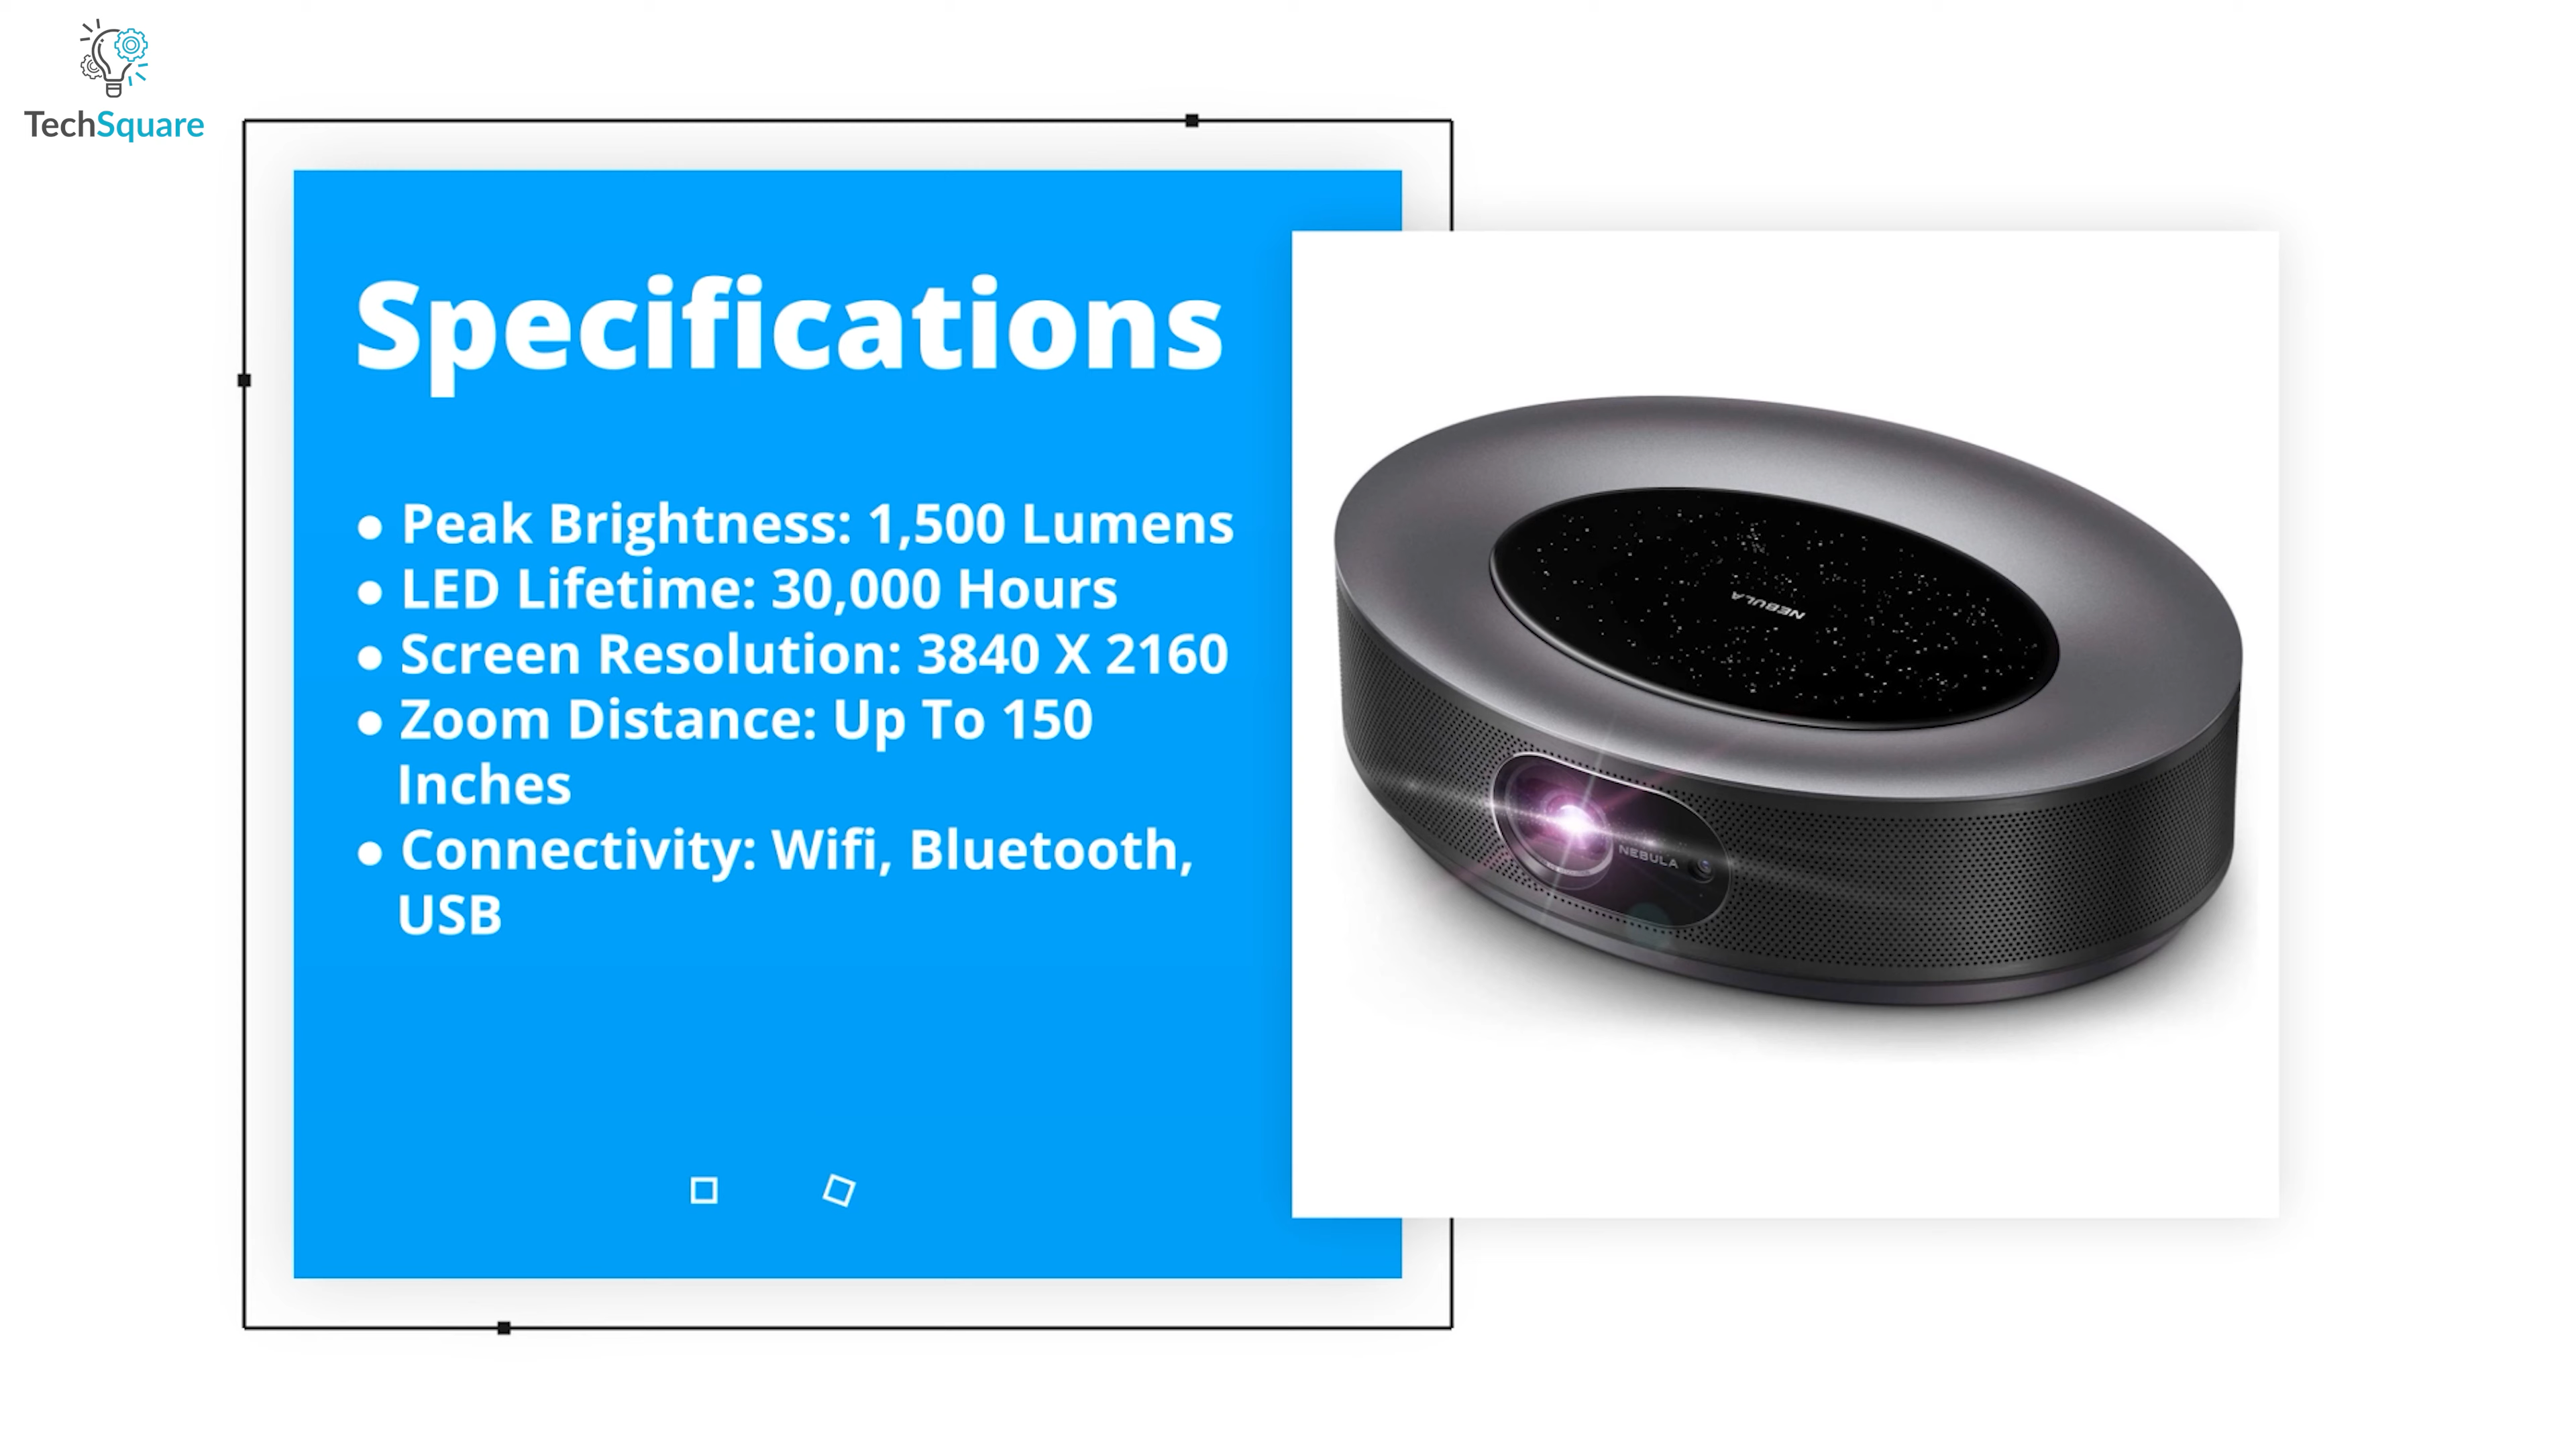 TechSquare
Specifications
● Peak Brightness: 1,500 Lumens
● LED Lifetime: 30,000 Hours
● Screen Resolution: 3840 X 2160
● Zoom Distance: Up To 150
Inches
● Connectivity: Wifi, Bluetooth,
USB
NEBULA
NEBULA